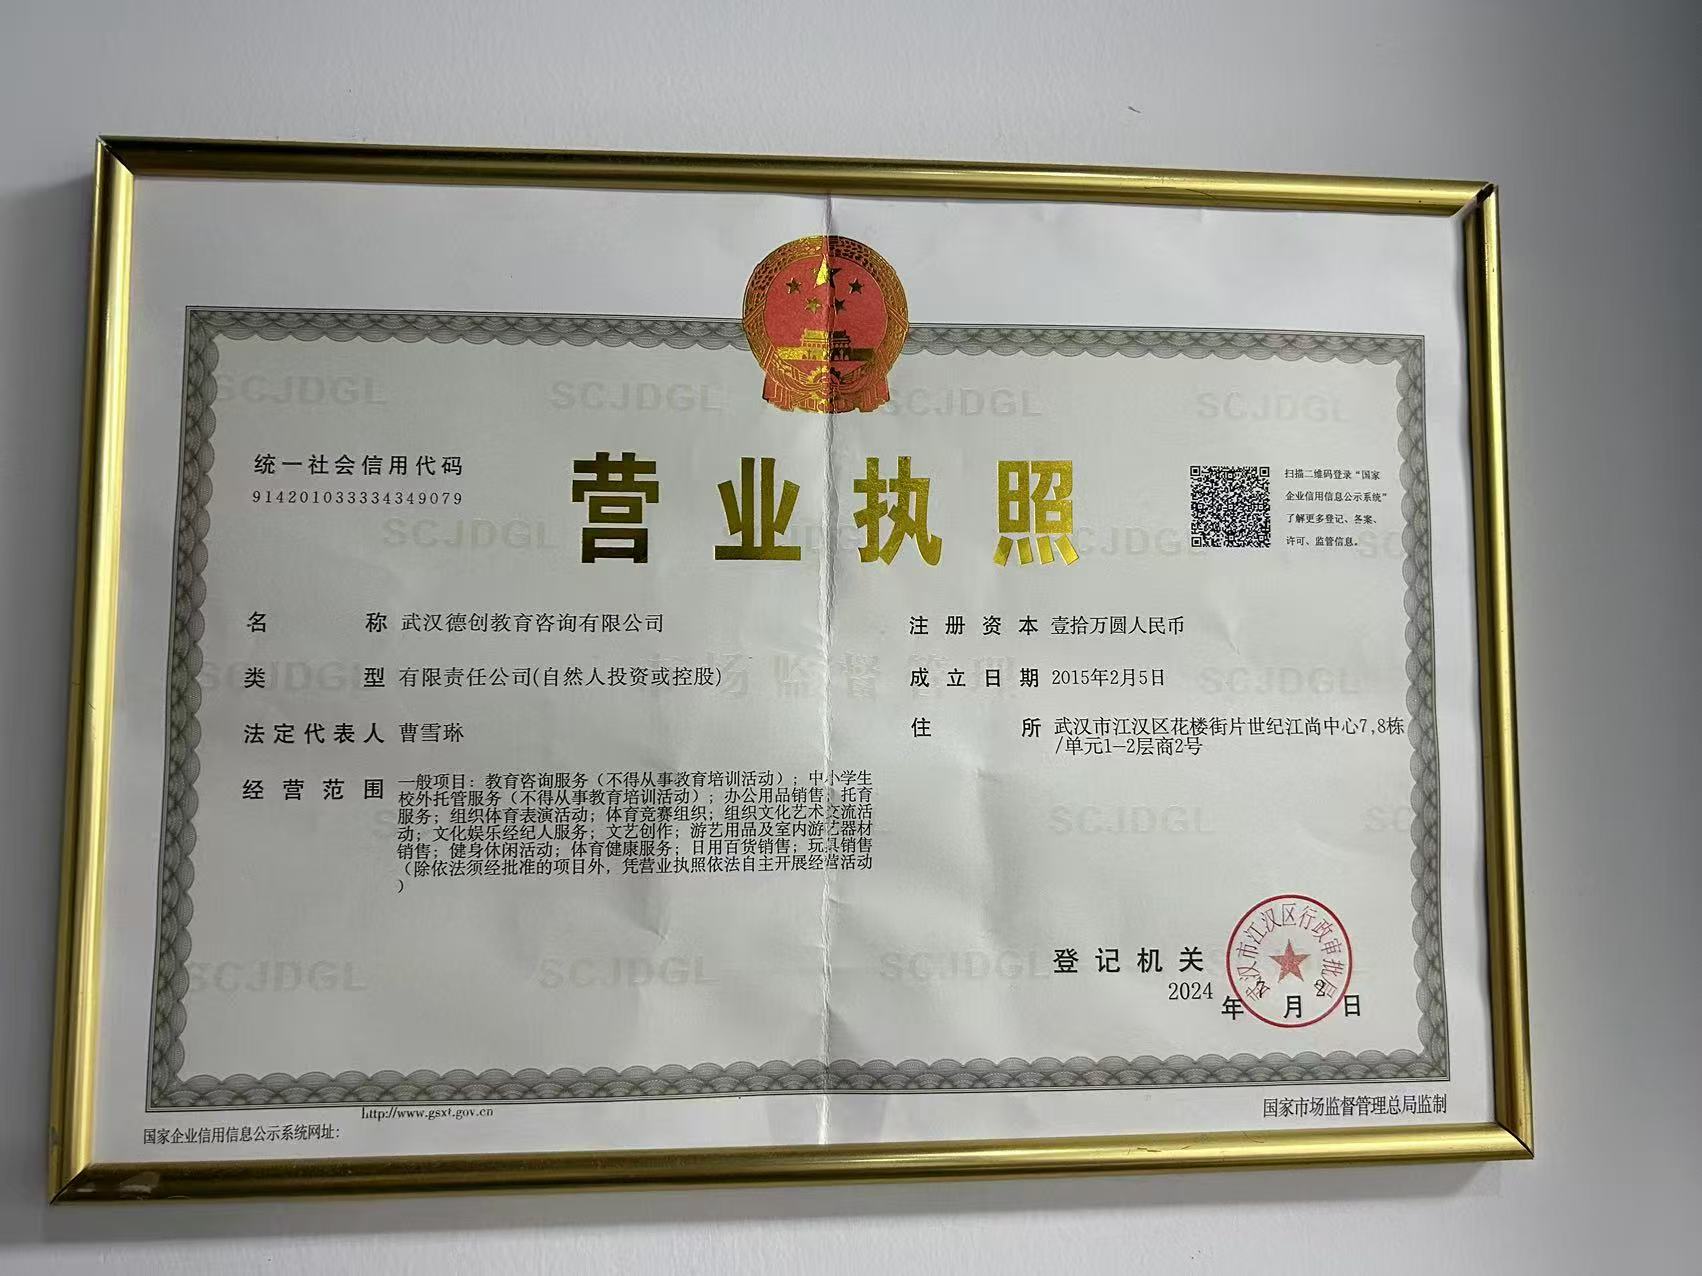 统一社会信用代码
914201033334349079
营业执照
扫描二维码登录“国家
企业信用信息公示系统”
了解更多登记、备案、
许可、监管信息。
名称 武汉德创教育咨询有限公司
类型 有限责任公司(自然人投资或控股)
法定代表人 曹雪琳
经营范围 一般项目：教育咨询服务（不得从事教育培训活动）；中小学生
校外托管服务（不得从事教育培训活动）；办公用品销售；托育
服务；组织体育表演活动；体育竞赛组织；组织文化艺术交流活
动；文化娱乐经纪人服务；文艺创作；游艺用品及室内游艺器材
销售；健身休闲活动；体育健康服务；日用百货销售；玩具销售
（除依法须经批准的项目外，凭营业执照依法自主开展经营活动
）
注册资本 壹拾万圆人民币
成立日期 2015年2月5日
住所 武汉市江汉区花楼街片世纪江尚中心7,8栋
/单元1-2层商2号
登记机关
武汉市江汉区行政审批局
2024年 月2日
http://www.gsxt.gov.cn
国家企业信用信息公示系统网址：
国家市场监督管理总局监制
SCJDGL
市场监督管理